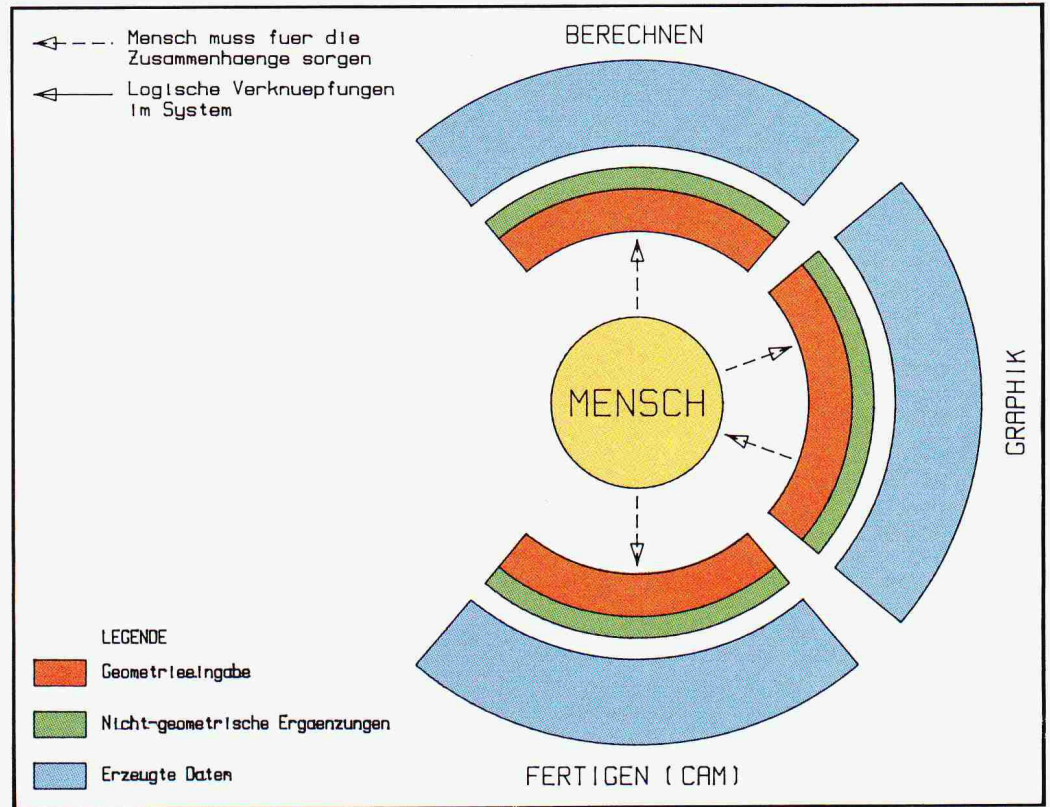 Mensch muss fuer die
Zusammenhaenge sorgen
Logische Verknuepfungen
im System
BERECHNEN
MENSCH
GRAPHIK
LEGENDE
Geometrieeingabe
Nicht-geometrische Ergaenzungen
Erzeugte Daten
FERTIGEN (CAM)